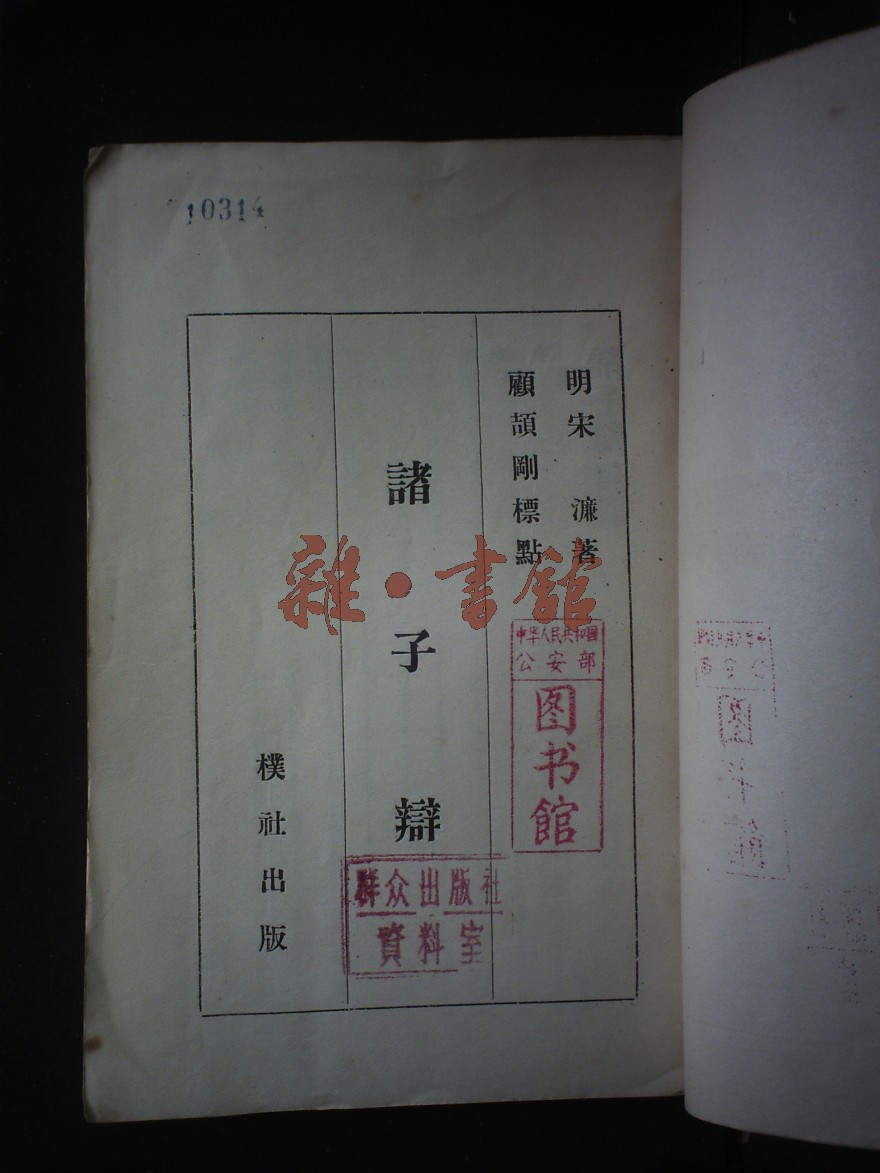 10314
明宋濂著
顧頡剛標點
諸子辯
樸社出版
雜·書館
中华人民共和國
公安部
图书馆
群众出版社
資料室